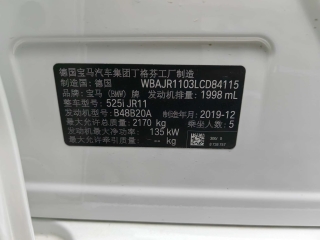 德国宝马汽车集团丁格芬工厂制造
制造国: 德国 WBAJR1103LCD84115
品牌: 宝马 (BMW) 牌 发动机排量: 1998 mL
整车型号: 525i JR11
发动机型号: B48B20A 制造年月: 2019-12
最大允许总质量: 2170 kg 乘坐人数: 5
发动机最大净功率: 135 kW
最大允许牵引质量: -- kg